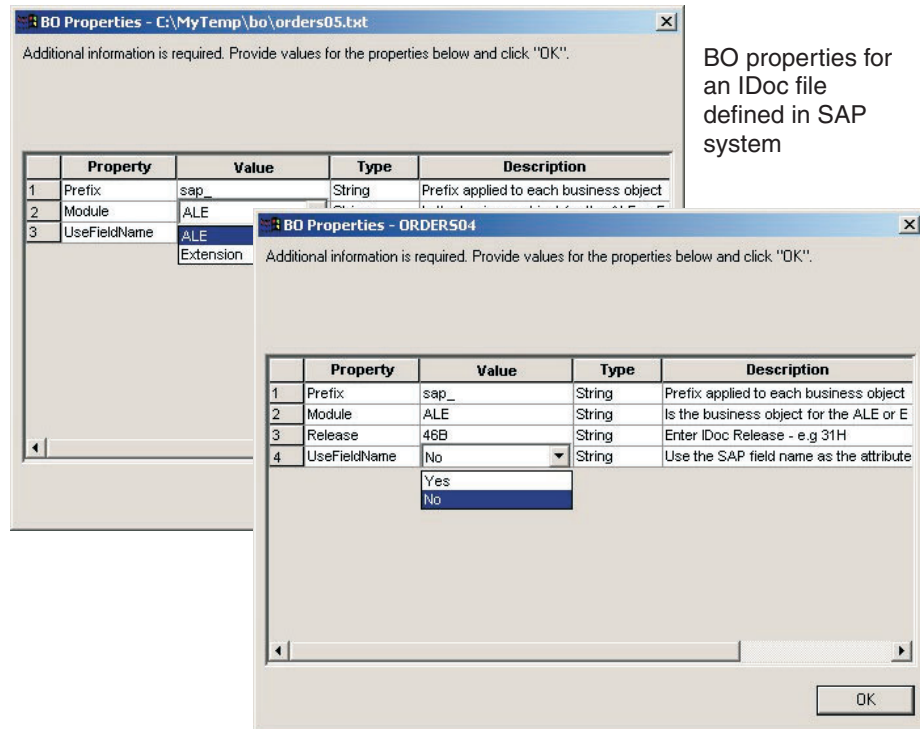 BO Properties - C:\MyTemp\bo\orders05.txt
Additional information is required. Provide values for the properties below and click "OK".
Property Value Type Description
1 Prefix sap_ String Prefix applied to each business object
2 Module ALE
3 UseFieldName
ALE
Extension
BO properties for
an IDoc file
defined in SAP
system
BO Properties - ORDERS04
Additional information is required. Provide values for the properties below and click "OK".
Property Value Type Description
1 Prefix sap_ String Prefix applied to each business object
2 Module ALE String Is the business object for the ALE or E
3 Release 46B String Enter IDoc Release - e.g 31H
4 UseFieldName No String Use the SAP field name as the attribute
Yes
No
OK